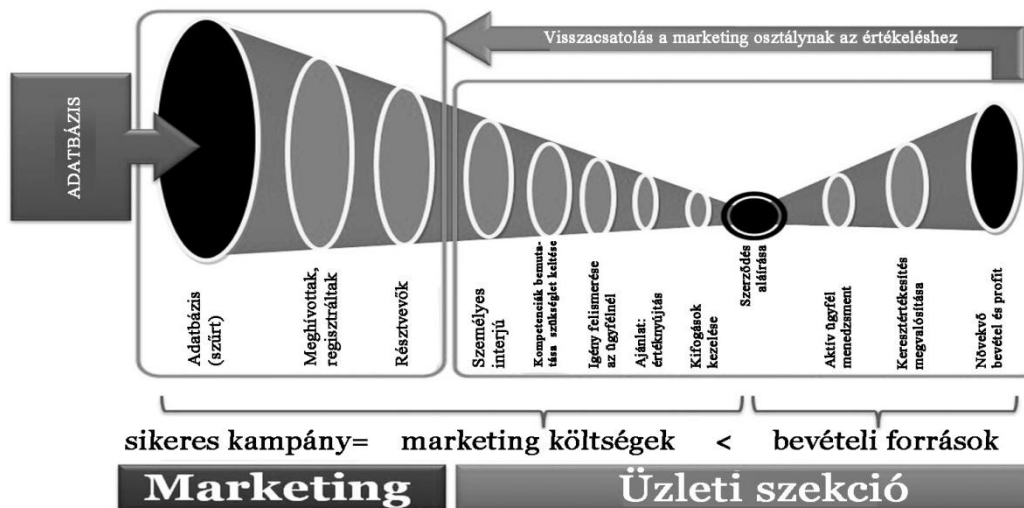 Visszacsatolás a marketing osztálynak az értékeléshez
ADATBÁZIS
Adatbázis
(szűrt)
Meghívottak,
regisztráltak
Résztvevők
Személyes
interjú
Kompetenciák bemuta-
tása szükséglet keltése
Igény felismerése
az ügyfélnél
Ajánlat:
értéknyújtás
Kifogások
kezelése
Szerződés
aláírása
Aktív ügyfél
menedzsment
Keresztértékesítés
megvalósítása
Növekvő
bevétel és profit
sikeres kampány= marketing költségek < bevételi források
Marketing
Üzleti szekció